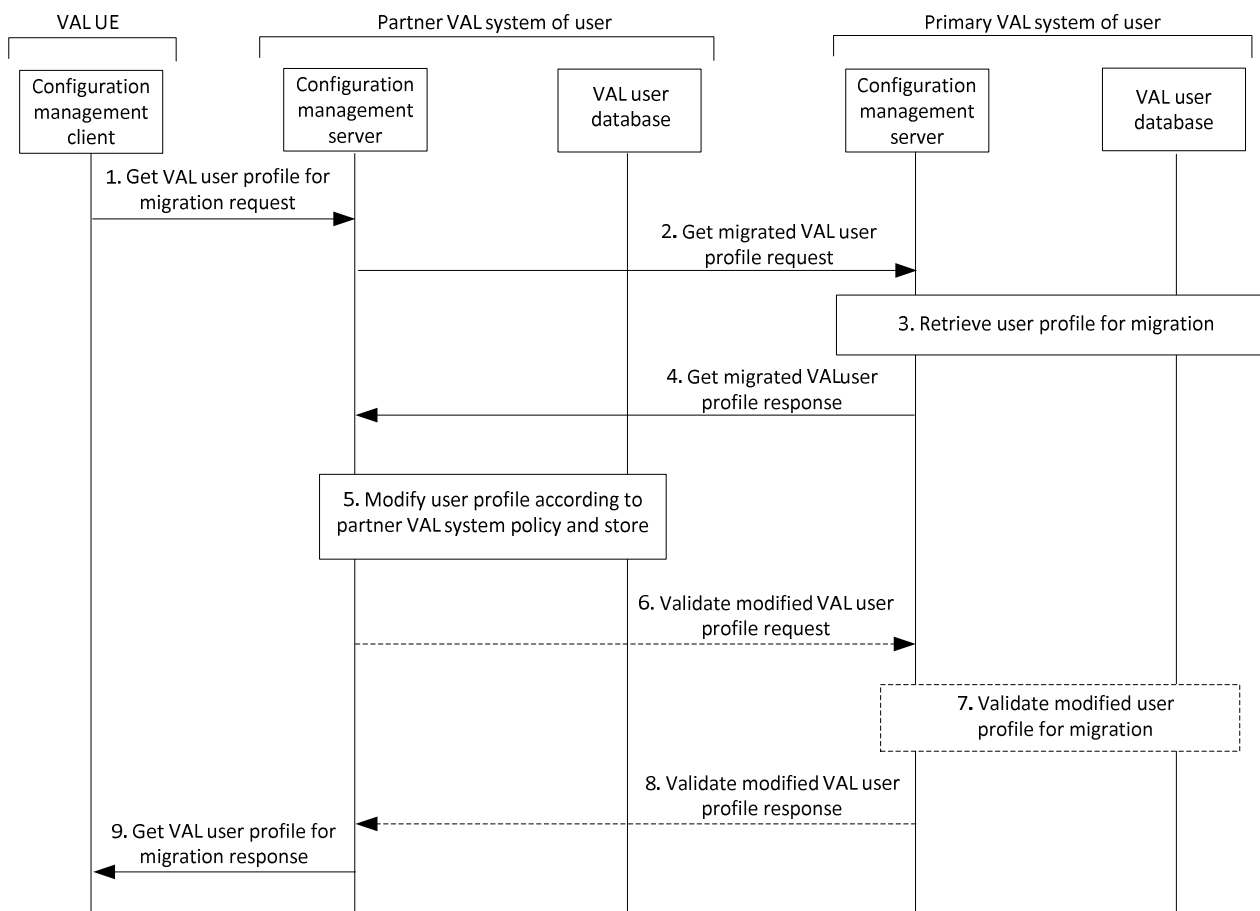 VAL UE
Partner VAL system of user
Primary VAL system of user
Configuration
management
client
Configuration
management
server
VAL user
database
Configuration
management
server
VAL user
database
1. Get VAL user profile for
migration request
2. Get migrated VAL user
profile request
3. Retrieve user profile for migration
4. Get migrated VALuser
profile response
5. Modify user profile according to
partner VAL system policy and store
6. Validate modified VAL user
profile request
7. Validate modified user
profile for migration
8. Validate modified VAL user
profile response
9. Get VAL user profile for
migration response